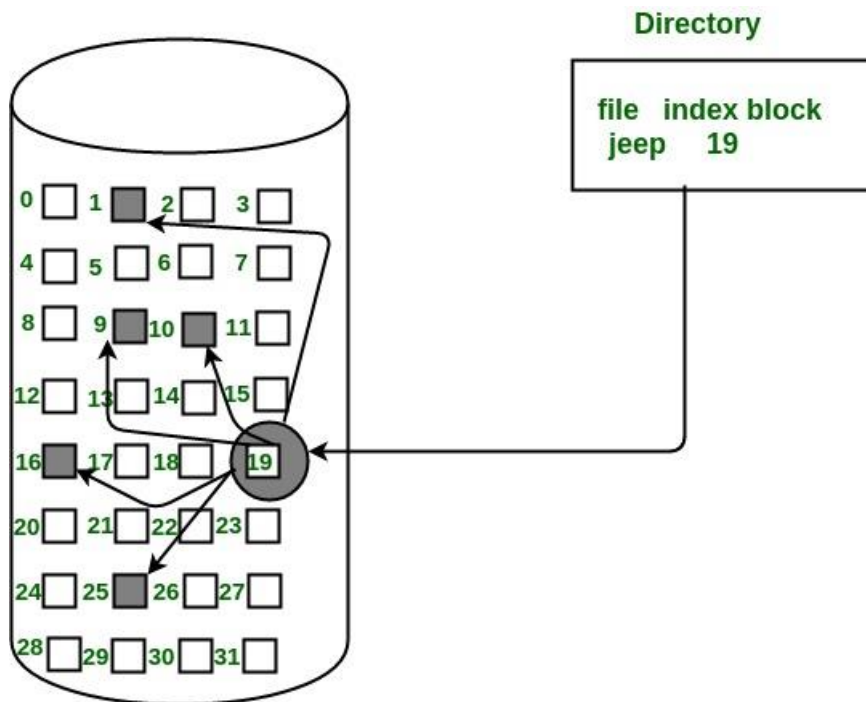 Directory
file index block
jeep 19
0 1 2 3
4 5 6 7
8 9 10 11
12 13 14 15
16 17 18 19
20 21 22 23
24 25 26 27
28 29 30 31